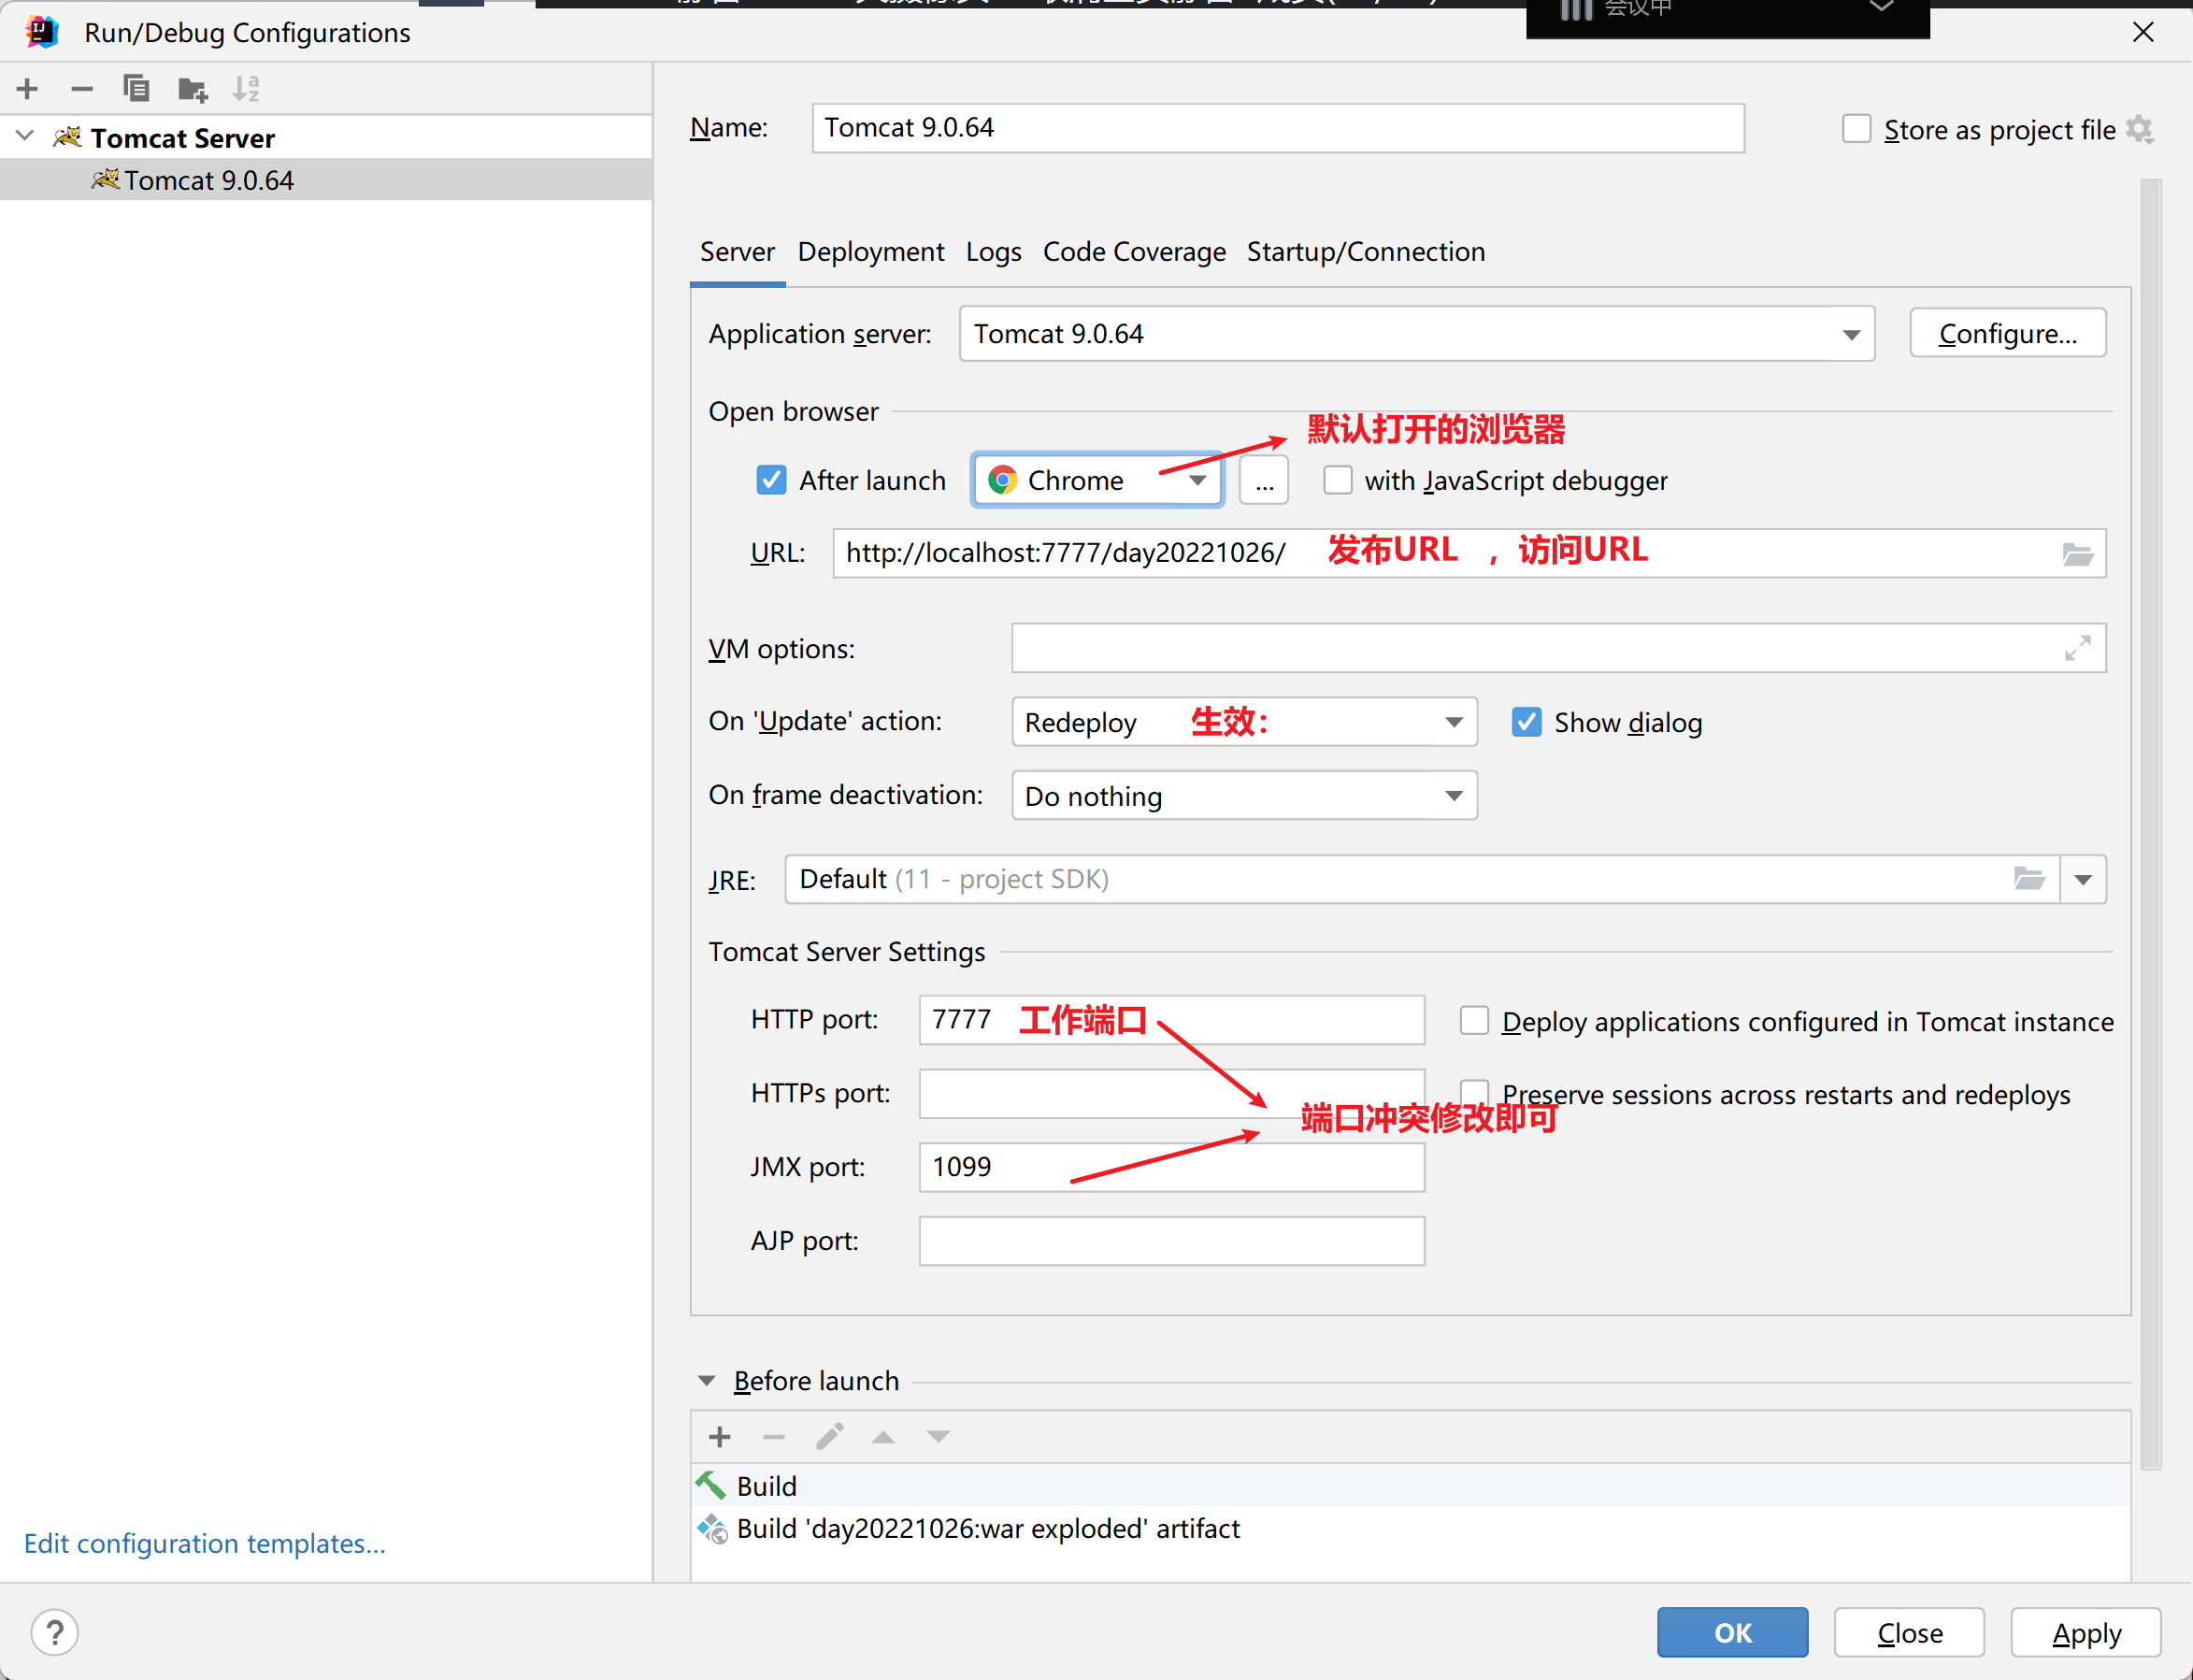 会议中
Run/Debug Configurations
Tomcat Server
Tomcat 9.0.64
Name: Tomcat 9.0.64
Store as project file
Server Deployment Logs Code Coverage Startup/Connection
Application server: Tomcat 9.0.64 Configure...
Open browser
默认打开的浏览器
After launch Chrome ... with JavaScript debugger
URL: http://localhost:7777/day20221026/ 发布URL ，访问URL
VM options:
On 'Update' action: Redeploy 生效： Show dialog
On frame deactivation: Do nothing
JRE: Default (11 - project SDK)
Tomcat Server Settings
HTTP port: 7777 工作端口 Deploy applications configured in Tomcat instance
HTTPs port: Preserve sessions across restarts and redeploys
端口冲突修改即可
JMX port: 1099
AJP port:
Before launch
Build
Build 'day20221026:war exploded' artifact
Edit configuration templates...
? OK Close Apply